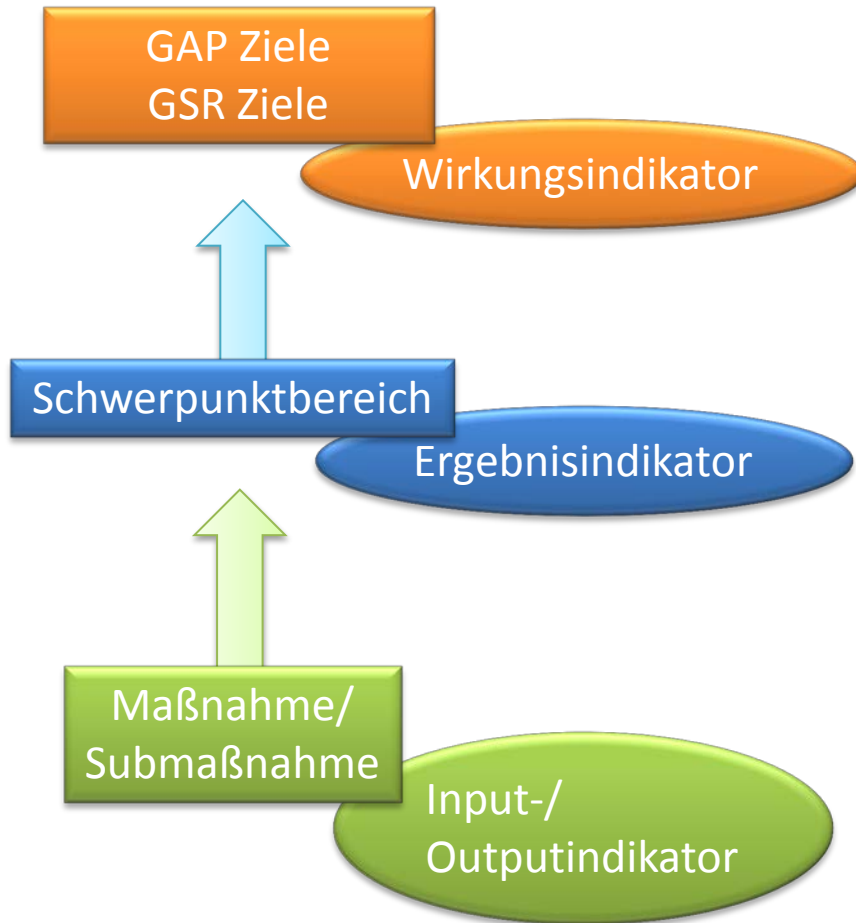 GAP Ziele
GSR Ziele
Wirkungsindikator
Schwerpunktbereich
Ergebnisindikator
Maßnahme/
Submaßnahme
Input-/
Outputindikator